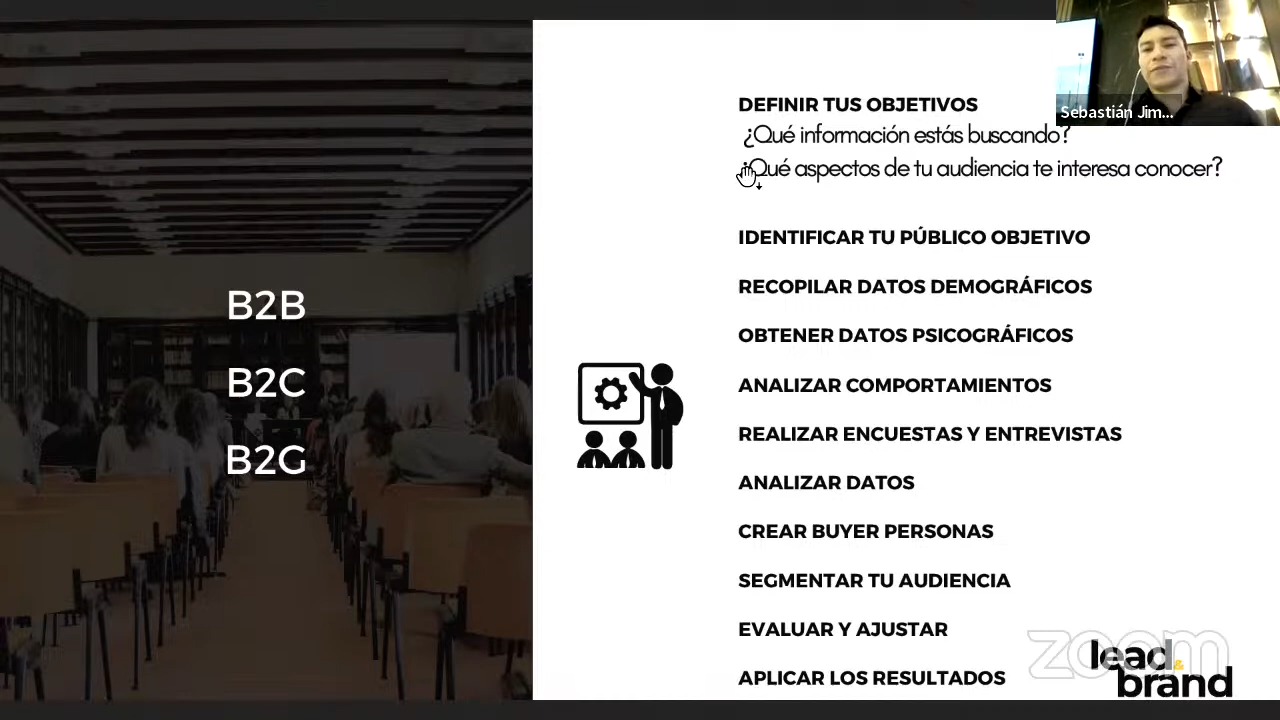 B2B
B2C
B2G
DEFINIR TUS OBJETIVOS
¿Qué información estás buscando?
¿Qué aspectos de tu audiencia te interesa conocer?
IDENTIFICAR TU PÚBLICO OBJETIVO
RECOPILAR DATOS DEMOGRÁFICOS
OBTENER DATOS PSICOGRÁFICOS
ANALIZAR COMPORTAMIENTOS
REALIZAR ENCUESTAS Y ENTREVISTAS
ANALIZAR DATOS
CREAR BUYER PERSONAS
SEGMENTAR TU AUDIENCIA
EVALUAR Y AJUSTAR
APLICAR LOS RESULTADOS
Sebastián Jim...
zoom
lead&
brand